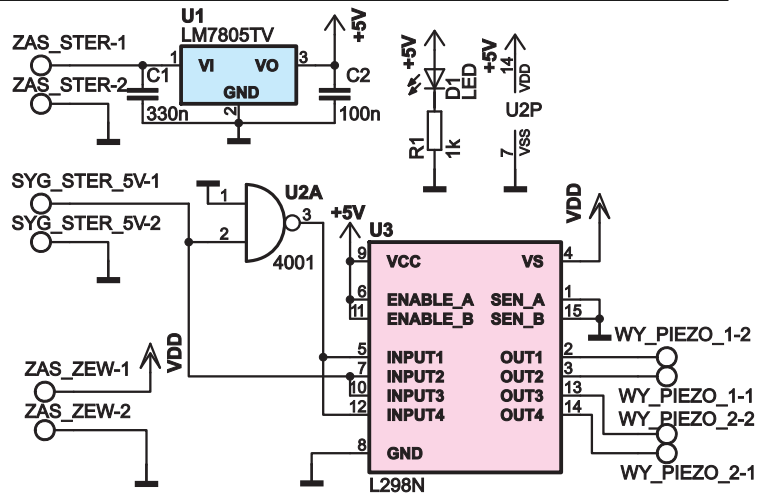 ZAS_STER-1
ZAS_STER-2
U1
LM7805TV
1
VI
VO
3
GND
2
C1
330n
C2
100n
+5V
+5V
D1
LED
R1
1k
+5V
14
VDD
U2P
7
VSS
SYG_STER_5V-1
SYG_STER_5V-2
1
2
U2A
3
4001
+5V
U3
VDD
9
VCC
VS
4
6
ENABLE_A
SEN_A
1
11
ENABLE_B
SEN_B
15
5
INPUT1
OUT1
2
7
INPUT2
OUT2
3
10
INPUT3
OUT3
13
12
INPUT4
OUT4
14
8
GND
L298N
WY_PIEZO_1-2
WY_PIEZO_1-1
WY_PIEZO_2-2
WY_PIEZO_2-1
ZAS_ZEW-1
VDD
ZAS_ZEW-2